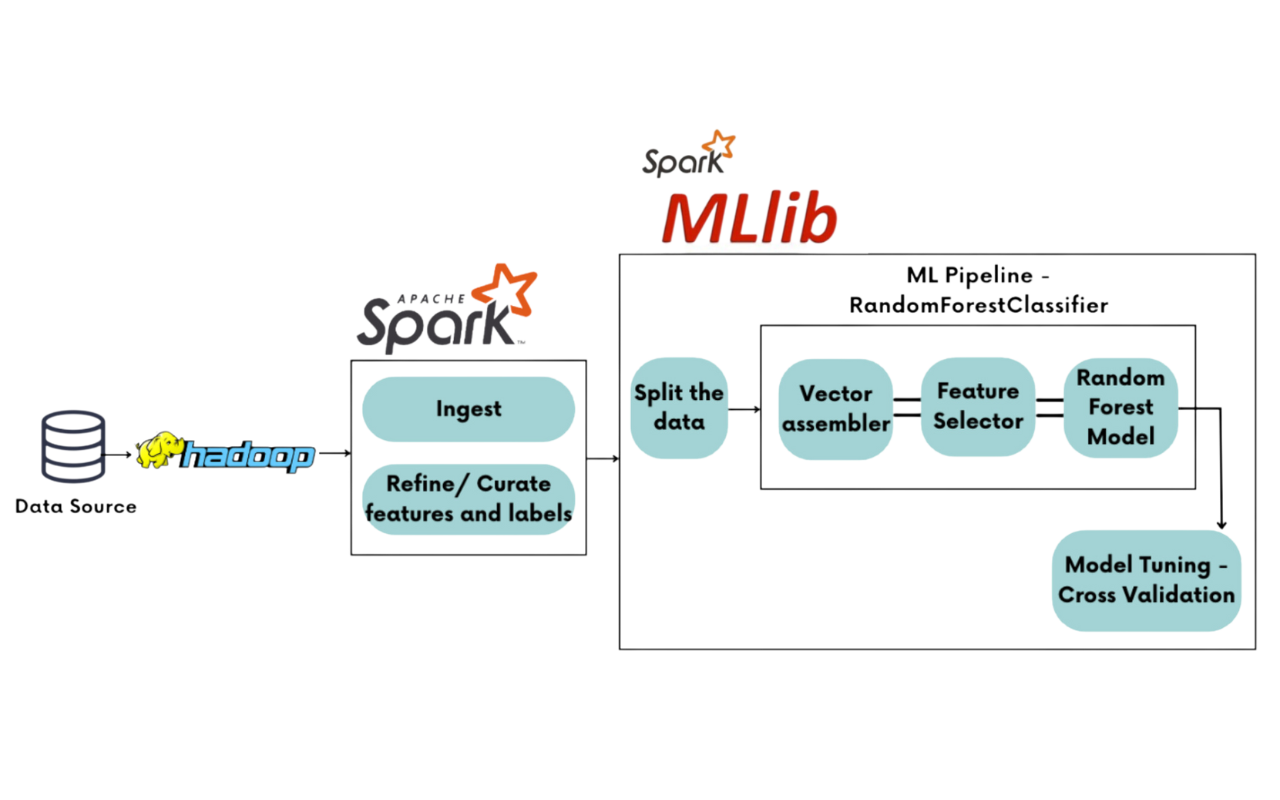 Data Source
hadoop
APACHE
Spark
TM
Ingest
Refine/ Curate
features and labels
Spark
MLlib
ML Pipeline -
RandomForestClassifier
Split the
data
Vector
assembler
Feature
Selector
Random
Forest
Model
Model Tuning -
Cross Validation